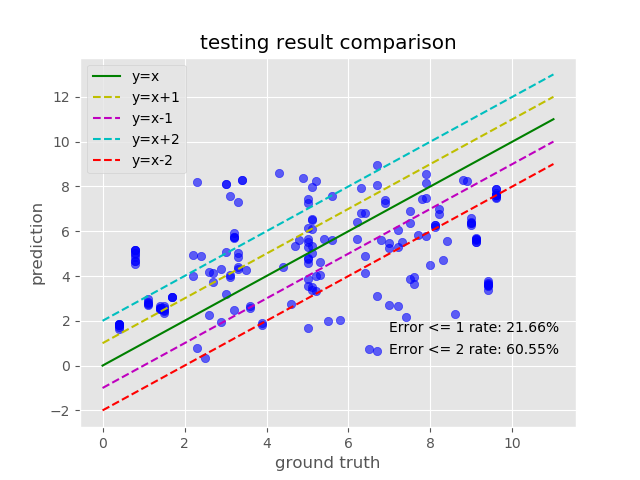 testing result comparison
y=x
y=x+1
y=x-1
y=x+2
y=x-2
12
10
8
6
4
2
0
−2
prediction
Error <= 1 rate: 21.66%
Error <= 2 rate: 60.55%
0 2 4 6 8 10
ground truth